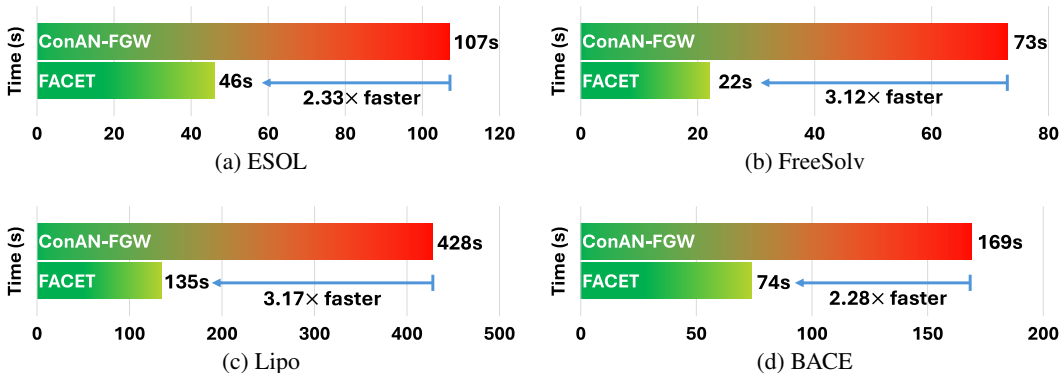 Time (s)
ConAN-FGW
107s
FACET
46s
2.33× faster
0 20 40 60 80 100 120
(a) ESOL
Time (s)
ConAN-FGW
73s
FACET
22s
3.12× faster
0 20 40 60 80
(b) FreeSolv
Time (s)
ConAN-FGW
428s
FACET
135s
3.17× faster
0 100 200 300 400 500
(c) Lipo
Time (s)
ConAN-FGW
169s
FACET
74s
2.28× faster
0 50 100 150 200
(d) BACE